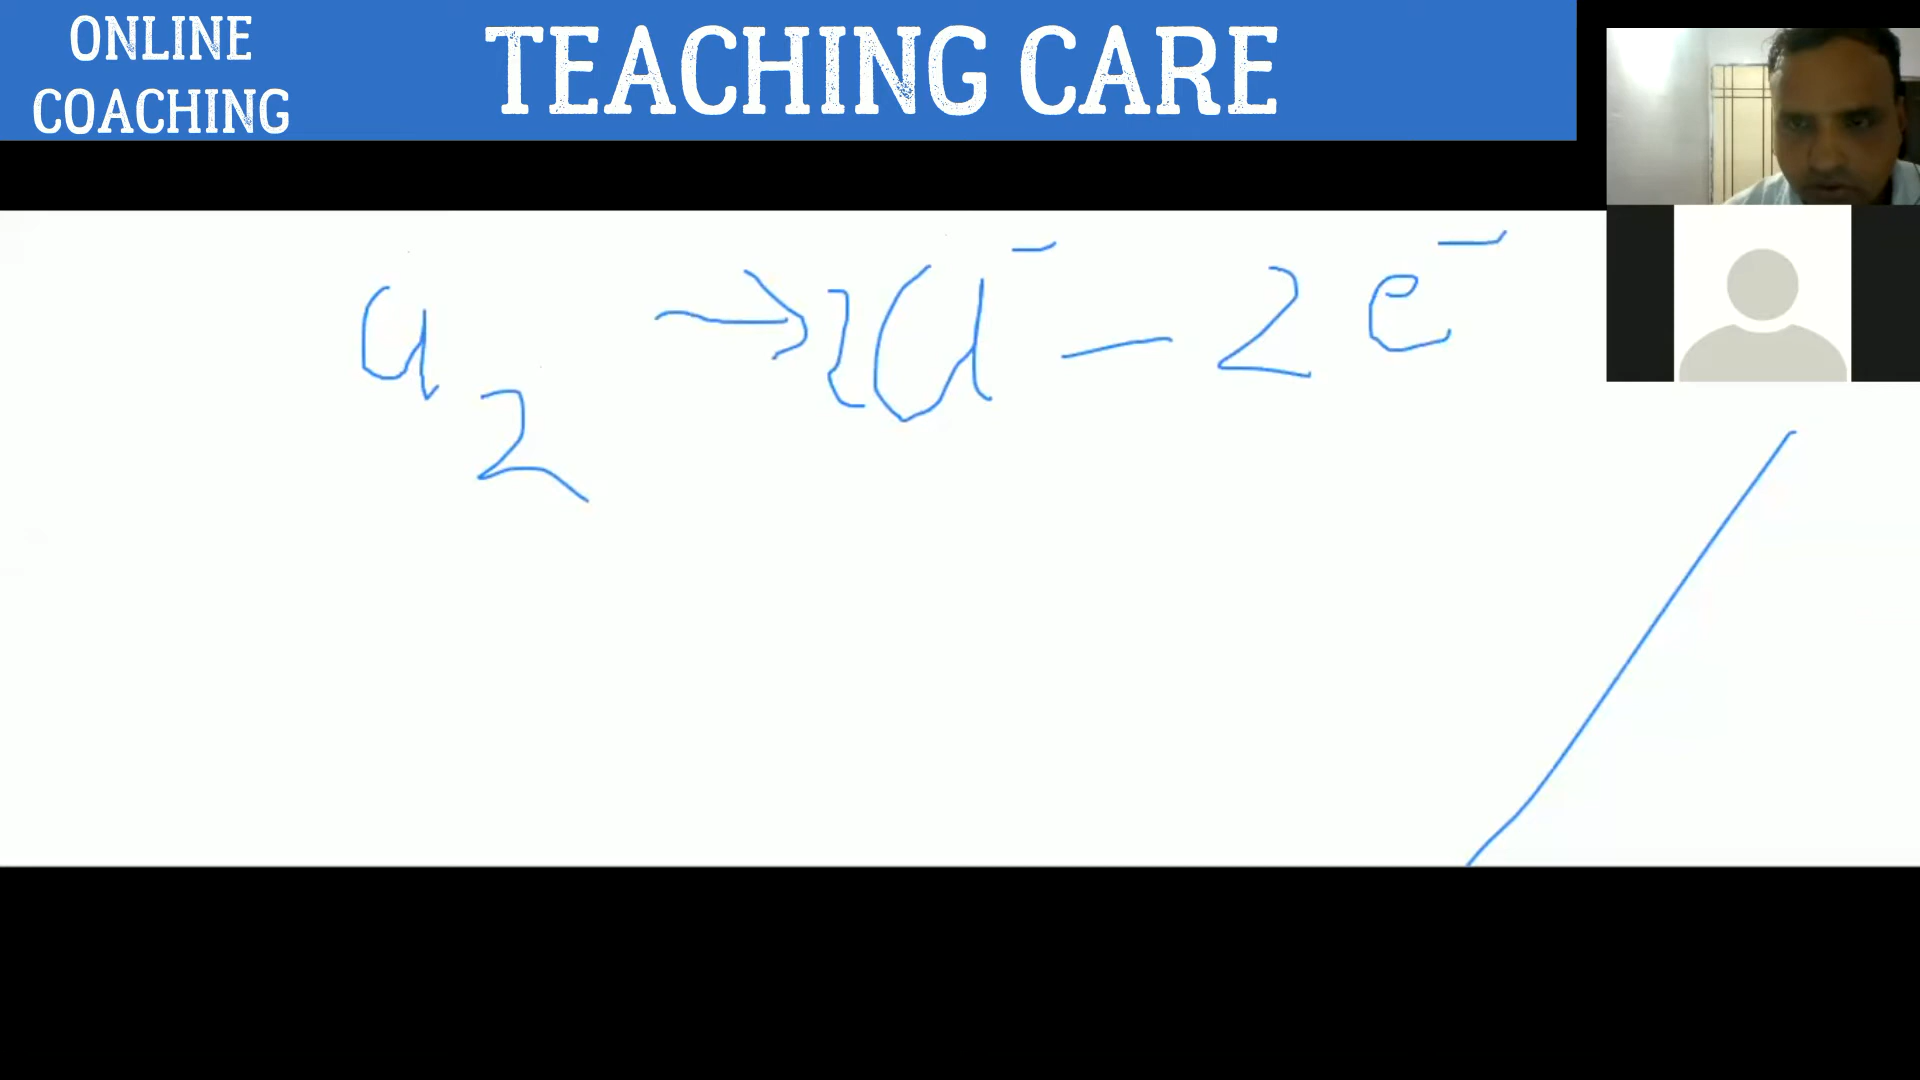 ONLINE
COACHING
TEACHING CARE
Cl₂ → 2Cl⁻ - 2e⁻